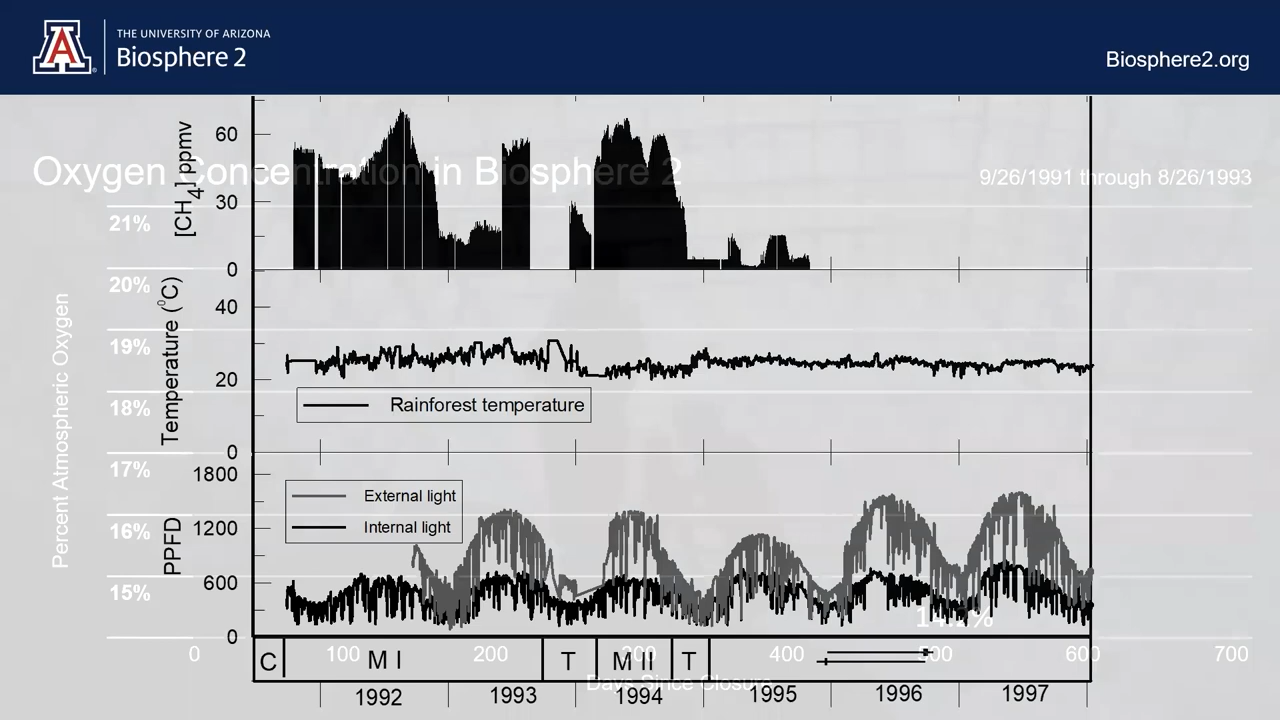 THE UNIVERSITY OF ARIZONA
Biosphere 2
Biosphere2.org
Oxygen Concentration in Biosphere 2
9/26/1991 through 8/26/1993
[CH4] ppmv
60
30
0
Temperature (0C)
40
20
0
Rainforest temperature
PPFD
1800
1200
600
0
External light
Internal light
Percent Atmospheric Oxygen
21%
20%
19%
18%
17%
16%
15%
14.2%
0 100 200 300 400 500 600 700
Days Since Closure
C M I T M II T
1992 1993 1994 1995 1996 1997